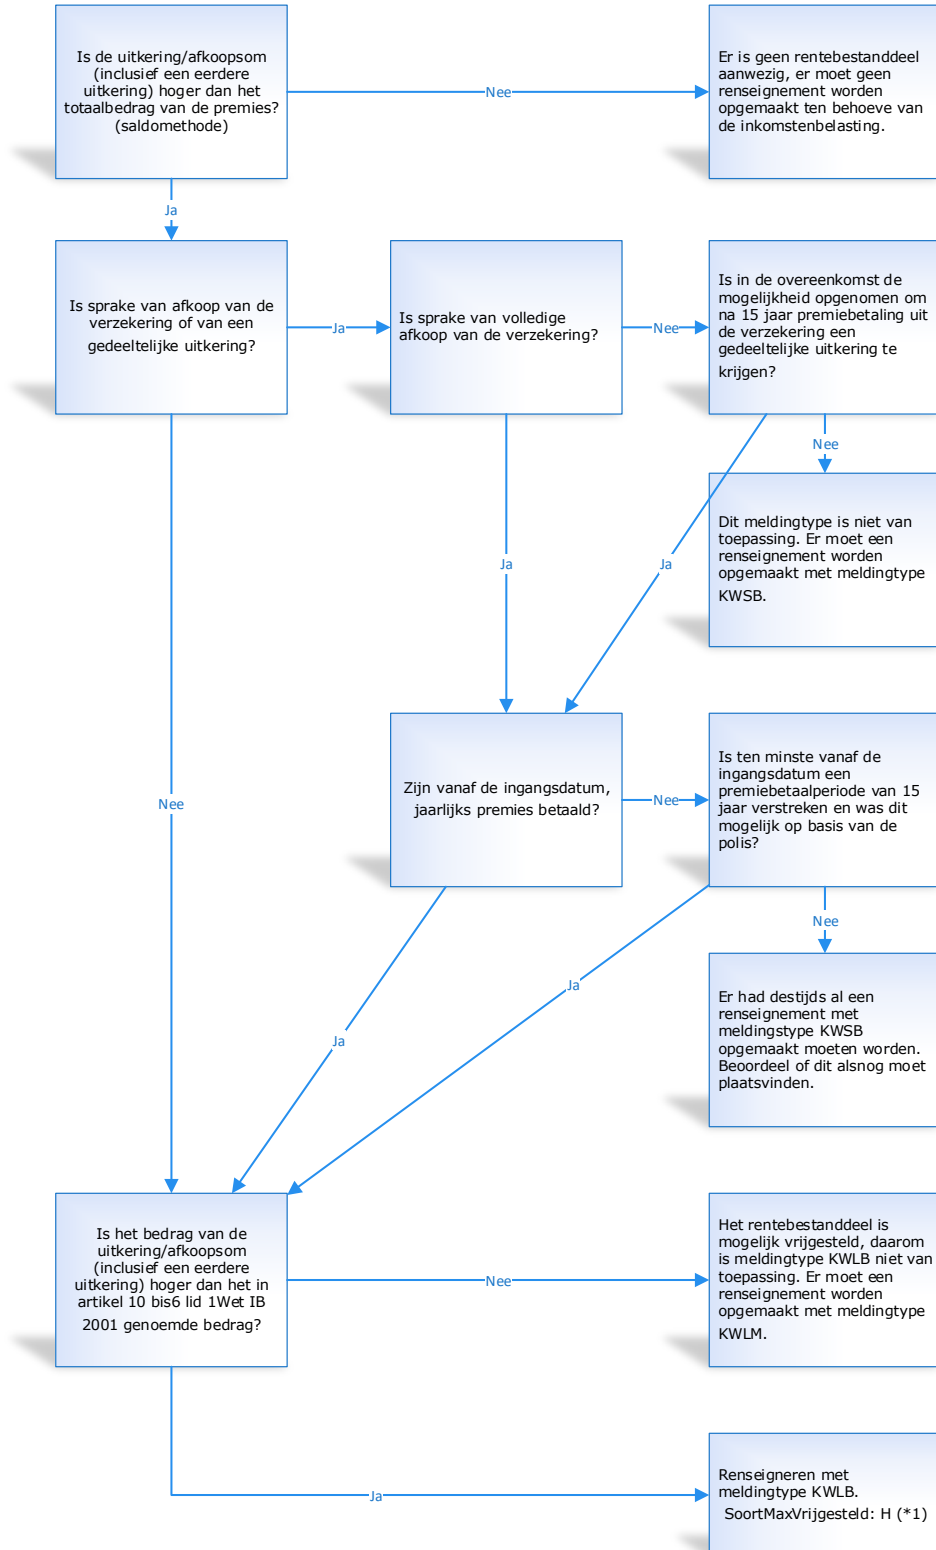 Is de uitkering/afkoopsom
(inclusief een eerdere
uitkering) hoger dan het
totaalbedrag van de premies?
(saldomethode)
Nee
Er is geen rentebestanddeel
aanwezig, er moet geen
renseignement worden
opgemaakt ten behoeve van
de inkomstenbelasting.
Ja
Is sprake van afkoop van de
verzekering of van een
gedeeltelijke uitkering?
Ja
Is sprake van volledige
afkoop van de verzekering?
Nee
Is in de overeenkomst de
mogelijkheid opgenomen om
na 15 jaar premiebetaling uit
de verzekering een
gedeeltelijke uitkering te
krijgen?
Nee
Dit meldingtype is niet van
toepassing. Er moet een
renseignement worden
opgemaakt met meldingtype
KWSB.
Ja
Ja
Zijn vanaf de ingangsdatum,
jaarlijks premies betaald?
Nee
Is ten minste vanaf de
ingangsdatum een
premiebetaalperiode van 15
jaar verstreken en was dit
mogelijk op basis van de
polis?
Nee
Nee
Er had destijds al een
renseignement met
meldingstype KWSB
opgemaakt moeten worden.
Beoordeel of dit alsnog moet
plaatsvinden.
Ja
Ja
Is het bedrag van de
uitkering/afkoopsom
(inclusief een eerdere
uitkering) hoger dan het in
artikel 10 bis6 lid 1Wet IB
2001 genoemde bedrag?
Nee
Het rentebestanddeel is
mogelijk vrijgesteld, daarom
is meldingtype KWLB niet van
toepassing. Er moet een
renseignement worden
opgemaakt met meldingtype
KWLM.
Ja
Renseigneren met
meldingtype KWLB.
SoortMaxVrijgesteld: H (*1)